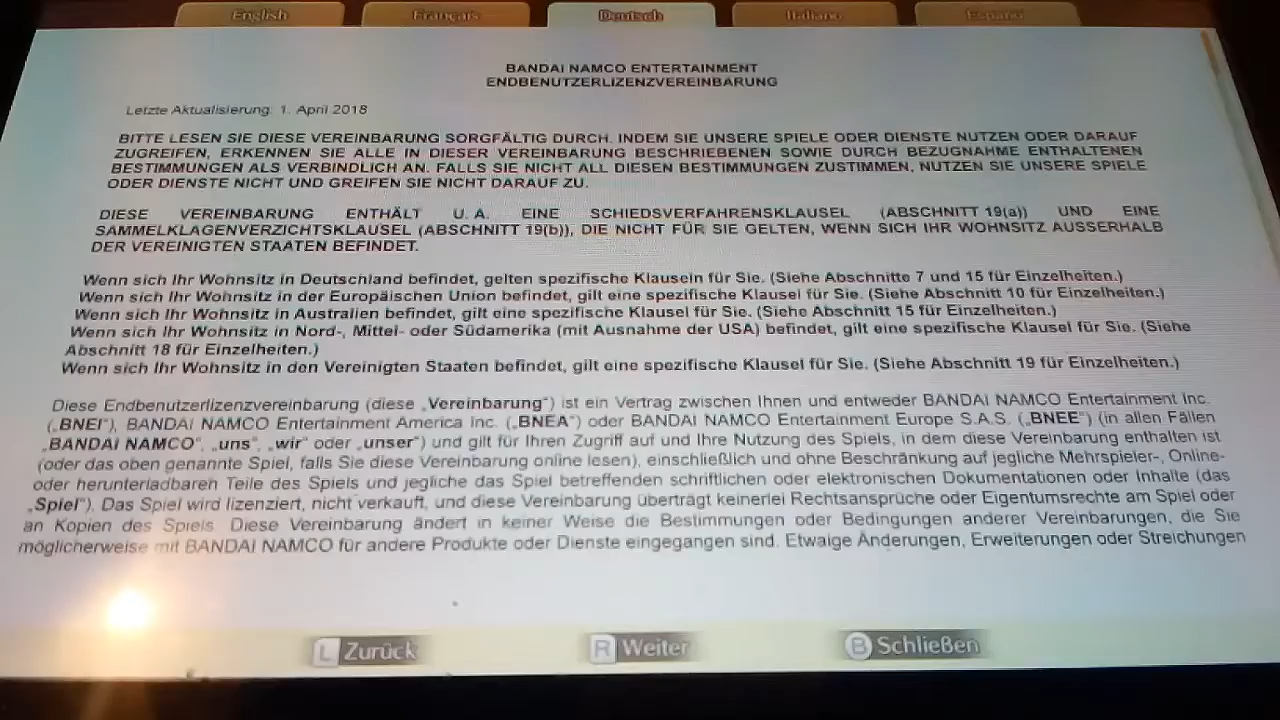 English Français Deutsch Italiano Español
BANDAI NAMCO ENTERTAINMENT
ENDBENUTZERLIZENZVEREINBARUNG
Letzte Aktualisierung: 1. April 2018
BITTE LESEN SIE DIESE VEREINBARUNG SORGFÄLTIG DURCH. INDEM SIE UNSERE SPIELE ODER DIENSTE NUTZEN ODER DARAUF
ZUGREIFEN, ERKENNEN SIE ALLE IN DIESER VEREINBARUNG BESCHRIEBENEN SOWIE DURCH BEZUGNAHME ENTHALTENEN
BESTIMMUNGEN ALS VERBINDLICH AN. FALLS SIE NICHT ALL DIESEN BESTIMMUNGEN ZUSTIMMEN, NUTZEN SIE UNSERE SPIELE
ODER DIENSTE NICHT UND GREIFEN SIE NICHT DARAUF ZU.
DIESE VEREINBARUNG ENTHÄLT U. A. EINE SCHIEDSVERFAHRENSKLAUSEL (ABSCHNITT 19(a)) UND EINE
SAMMELKLAGENVERZICHTSKLAUSEL (ABSCHNITT 19(b)), DIE NICHT FÜR SIE GELTEN, WENN SICH IHR WOHNSITZ AUSSERHALB
DER VEREINIGTEN STAATEN BEFINDET.
Wenn sich Ihr Wohnsitz in Deutschland befindet, gelten spezifische Klauseln für Sie. (Siehe Abschnitte 7 und 15 für Einzelheiten.)
Wenn sich Ihr Wohnsitz in der Europäischen Union befindet, gilt eine spezifische Klausel für Sie. (Siehe Abschnitt 10 für Einzelheiten.)
Wenn sich Ihr Wohnsitz in Australien befindet, gilt eine spezifische Klausel für Sie. (Siehe Abschnitt 15 für Einzelheiten.)
Wenn sich Ihr Wohnsitz in Nord-, Mittel- oder Südamerika (mit Ausnahme der USA) befindet, gilt eine spezifische Klausel für Sie. (Siehe
Abschnitt 18 für Einzelheiten.)
Wenn sich Ihr Wohnsitz in den Vereinigten Staaten befindet, gilt eine spezifische Klausel für Sie. (Siehe Abschnitt 19 für Einzelheiten.)
Diese Endbenutzerlizenzvereinbarung (diese „Vereinbarung“) ist ein Vertrag zwischen Ihnen und entweder BANDAI NAMCO Entertainment Inc.
(„BNEI“), BANDAI NAMCO Entertainment America Inc. („BNEA“) oder BANDAI NAMCO Entertainment Europe S.A.S. („BNEE“) (in allen Fällen
„BANDAI NAMCO“, „uns“, „wir“ oder „unser“) und gilt für Ihren Zugriff auf und Ihre Nutzung des Spiels, in dem diese Vereinbarung enthalten ist
(oder das oben genannte Spiel, falls Sie diese Vereinbarung online lesen), einschließlich und ohne Beschränkung auf jegliche Mehrspieler-, Online-
oder herunterladbaren Teile des Spiels und jegliche das Spiel betreffenden schriftlichen oder elektronischen Dokumentationen oder Inhalte (das
„Spiel“). Das Spiel wird lizenziert, nicht verkauft, und diese Vereinbarung überträgt keinerlei Rechtsansprüche oder Eigentumsrechte am Spiel oder
an Kopien des Spiels. Diese Vereinbarung ändert in keiner Weise die Bestimmungen oder Bedingungen anderer Vereinbarungen, die Sie
möglicherweise mit BANDAI NAMCO für andere Produkte oder Dienste eingegangen sind. Etwaige Änderungen, Erweiterungen oder Streichungen
L Zurück R Weiter B Schließen